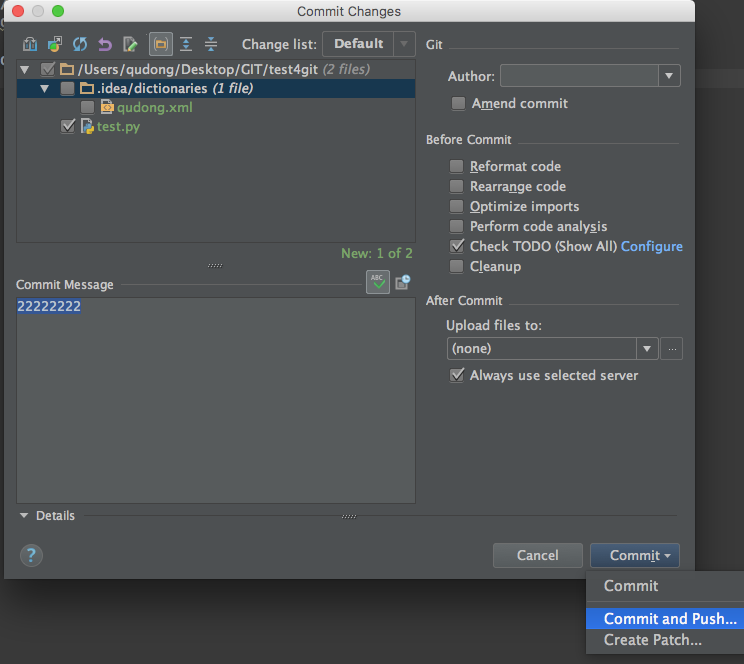 Commit Changes
Change list: Default
/Users/qudong/Desktop/GIT/test4git (2 files)
.idea/dictionaries (1 file)
qudong.xml
test.py
New: 1 of 2
Commit Message
ABC
22222222
Details
?
Git
Author:
Amend commit
Before Commit
Reformat code
Rearrange code
Optimize imports
Perform code analysis
Check TODO (Show All) Configure
Cleanup
After Commit
Upload files to:
(none) ...
Always use selected server
Cancel Commit
Commit
Commit and Push...
Create Patch...